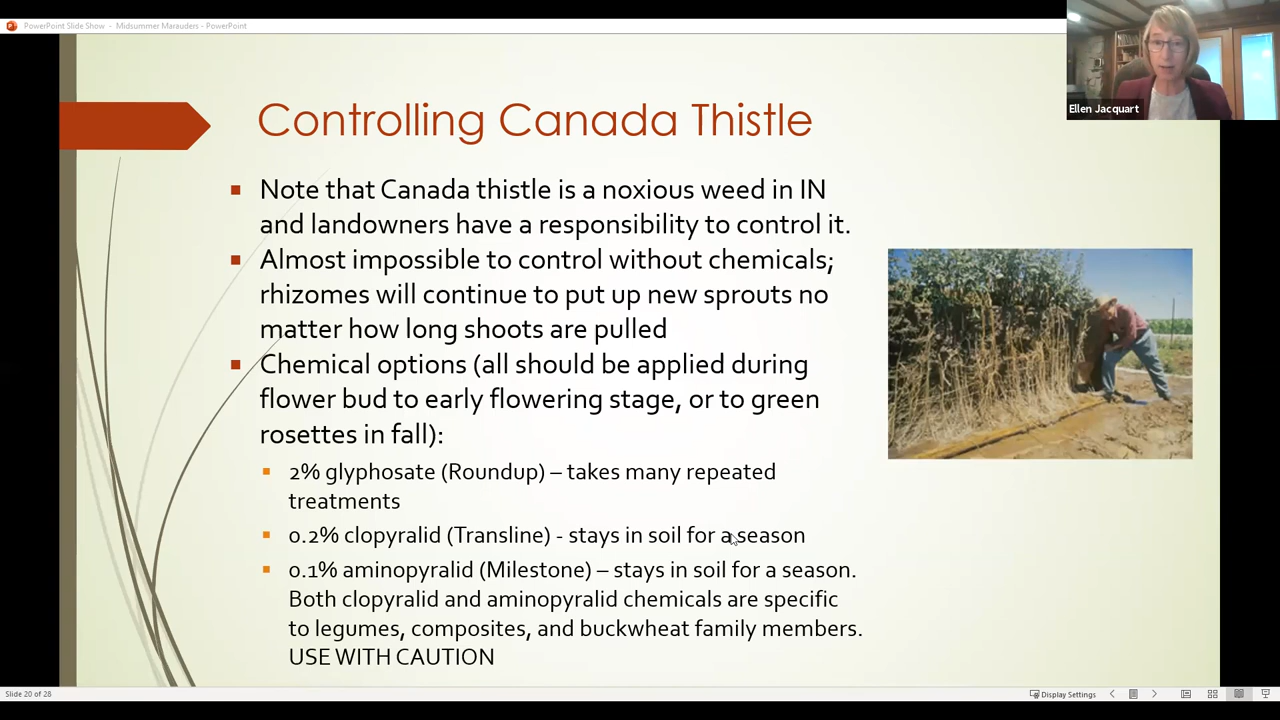 PowerPoint Slide Show - Midsummer Marauders - PowerPoint
Ellen Jacquart
Controlling Canada Thistle
Note that Canada thistle is a noxious weed in IN
and landowners have a responsibility to control it.
Almost impossible to control without chemicals;
rhizomes will continue to put up new sprouts no
matter how long shoots are pulled
Chemical options (all should be applied during
flower bud to early flowering stage, or to green
rosettes in fall):
2% glyphosate (Roundup) – takes many repeated
treatments
0.2% clopyralid (Transline) - stays in soil for a season
0.1% aminopyralid (Milestone) – stays in soil for a season.
Both clopyralid and aminopyralid chemicals are specific
to legumes, composites, and buckwheat family members.
USE WITH CAUTION
Slide 20 of 28
Display Settings